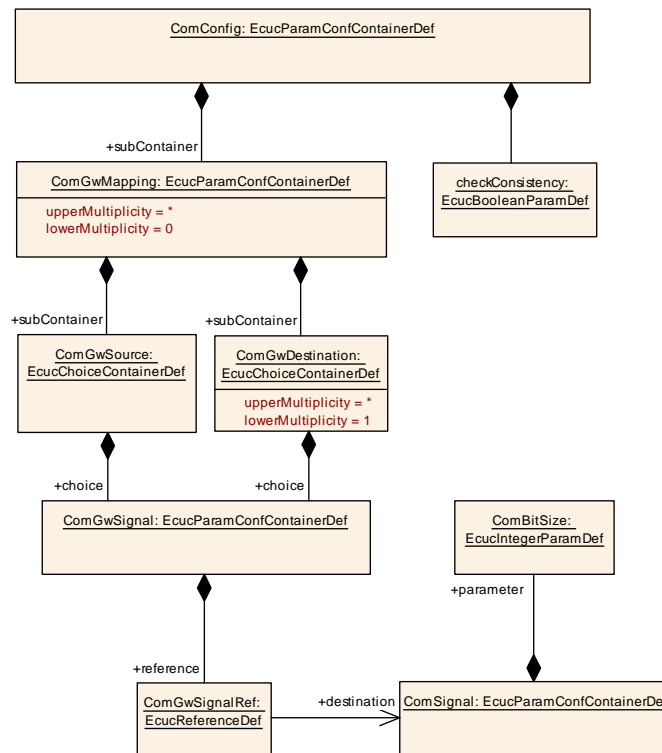 ComConfig: EcucParamConfContainerDef
+subContainer
ComGwMapping: EcucParamConfContainerDef
upperMultiplicity = *
lowerMultiplicity = 0
checkConsistency:
EcucBooleanParamDef
+subContainer
+subContainer
ComGwSource:
EcucChoiceContainerDef
ComGwDestination:
EcucChoiceContainerDef
upperMultiplicity = *
lowerMultiplicity = 1
+choice
+choice
ComGwSignal: EcucParamConfContainerDef
ComBitSize:
EcucIntegerParamDef
+parameter
+reference
ComGwSignalRef:
EcucReferenceDef
+destination
ComSignal: EcucParamConfContainerDe